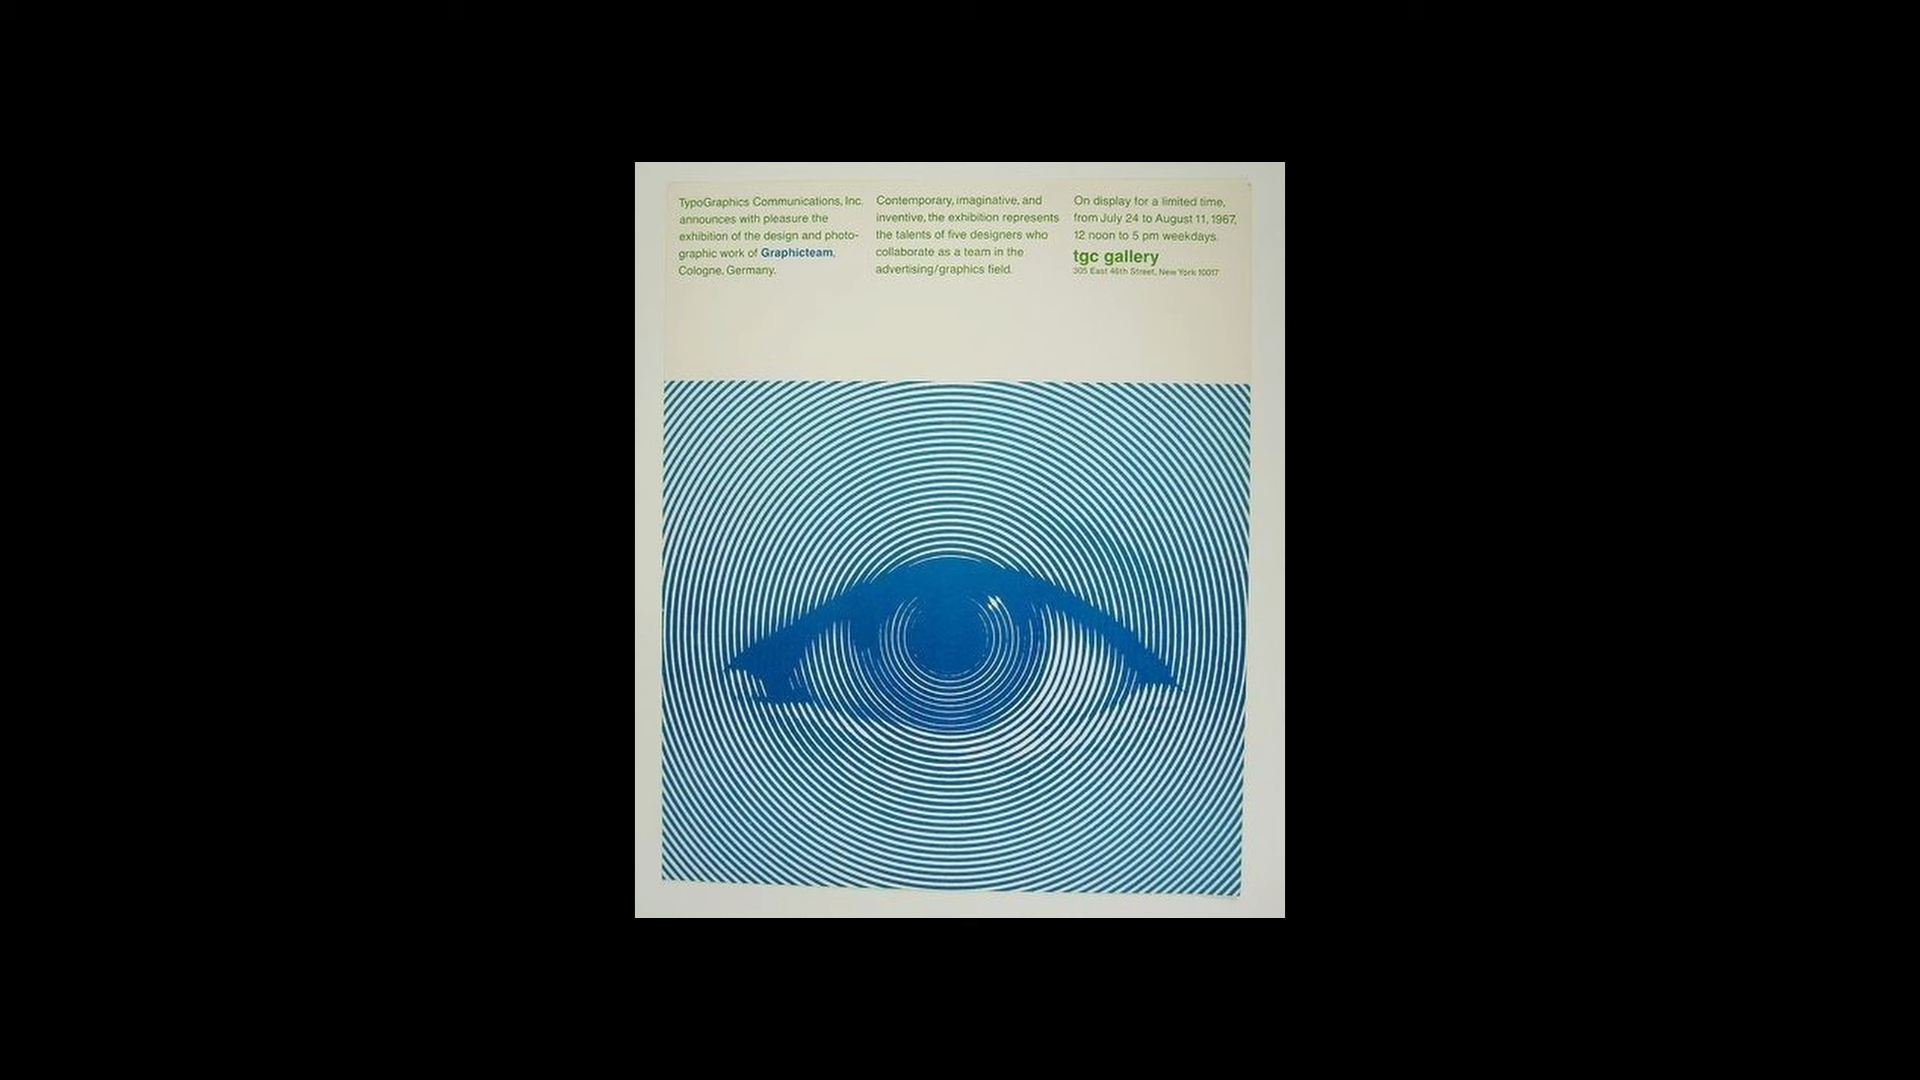 TypoGraphics Communications, Inc.
announces with pleasure the
exhibition of the design and photo-
graphic work of Graphicteam,
Cologne, Germany.
Contemporary, imaginative, and
inventive, the exhibition represents
the talents of five designers who
collaborate as a team in the
advertising/graphics field.
On display for a limited time,
from July 24 to August 11, 1967,
12 noon to 5 pm weekdays.
tgc gallery
305 East 46th Street, New York 10017